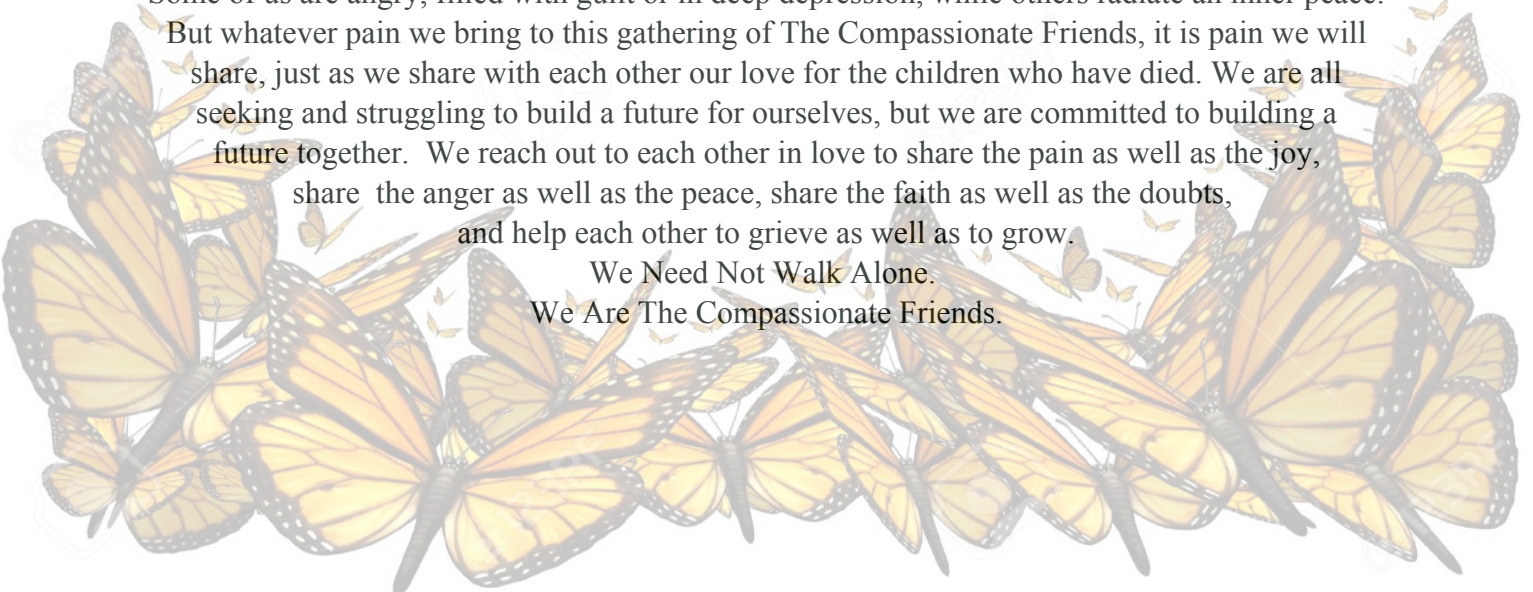 Some of us are angry, filled with guilt or in deep depression, while others radiate an inner peace.
But whatever pain we bring to this gathering of The Compassionate Friends, it is pain we will
share, just as we share with each other our love for the children who have died. We are all
seeking and struggling to build a future for ourselves, but we are committed to building a
future together.  We reach out to each other in love to share the pain as well as the joy,
share  the anger as well as the peace, share the faith as well as the doubts,
and help each other to grieve as well as to grow.
We Need Not Walk Alone.
We Are The Compassionate Friends.